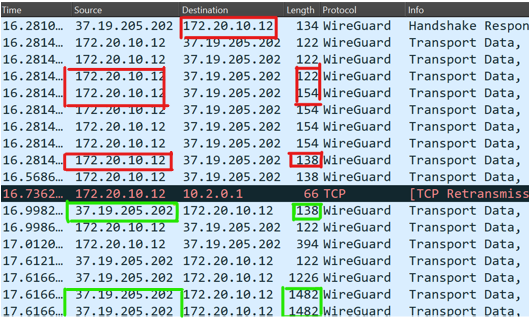 Time Source Destination Length Protocol Info
16.2810… 37.19.205.202 172.20.10.12 134 WireGuard Handshake Respon
16.2810… 172.20.10.12 37.19.205.202 122 WireGuard Transport Data,
16.2814… 172.20.10.12 37.19.205.202 122 WireGuard Transport Data,
16.2814… 172.20.10.12 37.19.205.202 122 WireGuard Transport Data,
16.2814… 172.20.10.12 37.19.205.202 154 WireGuard Transport Data,
16.2814… 172.20.10.12 37.19.205.202 154 WireGuard Transport Data,
16.2814… 172.20.10.12 37.19.205.202 154 WireGuard Transport Data,
16.2814… 172.20.10.12 37.19.205.202 154 WireGuard Transport Data,
16.2814… 172.20.10.12 37.19.205.202 138 WireGuard Transport Data,
16.5686… 172.20.10.12 37.19.205.202 138 WireGuard Transport Data,
16.7362… 172.20.10.12 10.2.0.1 66 TCP [TCP Retransmiss
16.9982… 37.19.205.202 172.20.10.12 138 WireGuard Transport Data,
16.9986… 172.20.10.12 37.19.205.202 122 WireGuard Transport Data,
17.0120… 172.20.10.12 37.19.205.202 394 WireGuard Transport Data,
17.6121… 37.19.205.202 172.20.10.12 122 WireGuard Transport Data,
17.6166… 37.19.205.202 172.20.10.12 1226 WireGuard Transport Data,
17.6166… 37.19.205.202 172.20.10.12 1482 WireGuard Transport Data,
17.6166… 37.19.205.202 172.20.10.12 1482 WireGuard Transport Data,